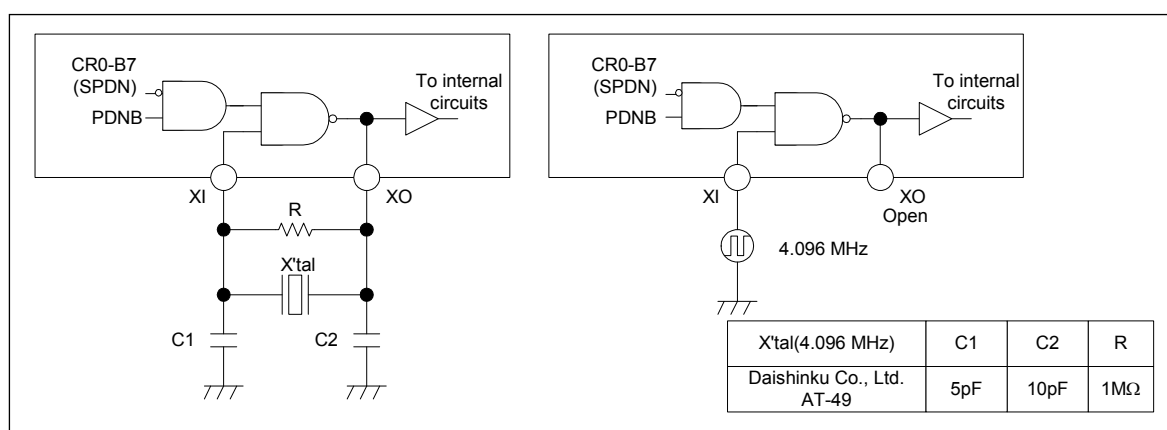 CR0-B7
(SPDN)
PDNB
To internal
circuits
XI
XO
R
X'tal
C1
C2
CR0-B7
(SPDN)
PDNB
To internal
circuits
XI
XO
Open
4.096 MHz
X'tal(4.096 MHz) C1 C2 R
Daishinku Co., Ltd.
AT-49 5pF 10pF 1MΩ